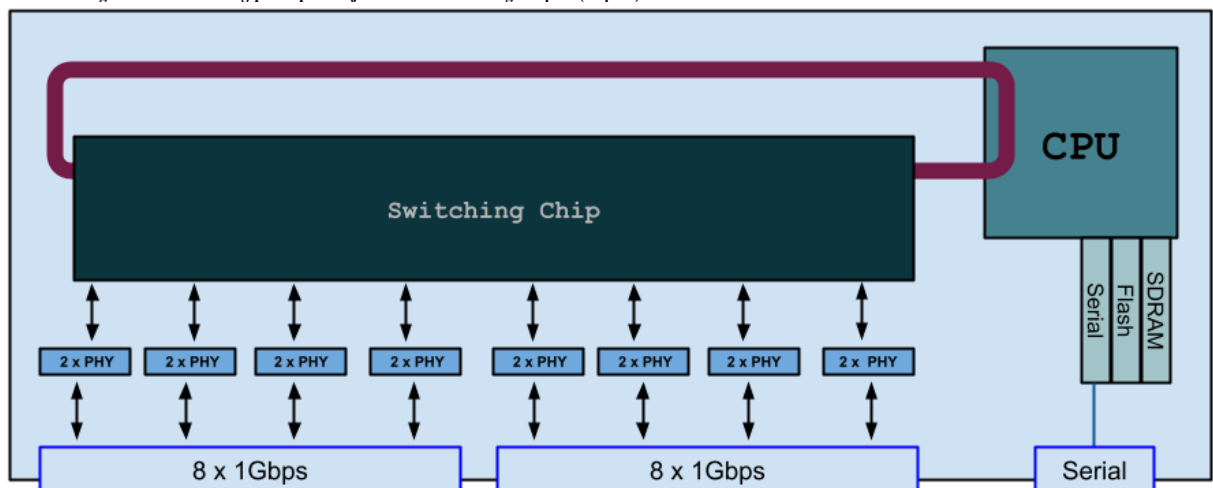 CPU
Switching Chip
Serial
Flash
SDRAM
2 x PHY
2 x PHY
2 x PHY
2 x PHY
2 x PHY
2 x PHY
2 x PHY
2 x PHY
8 x 1Gbps
8 x 1Gbps
Serial